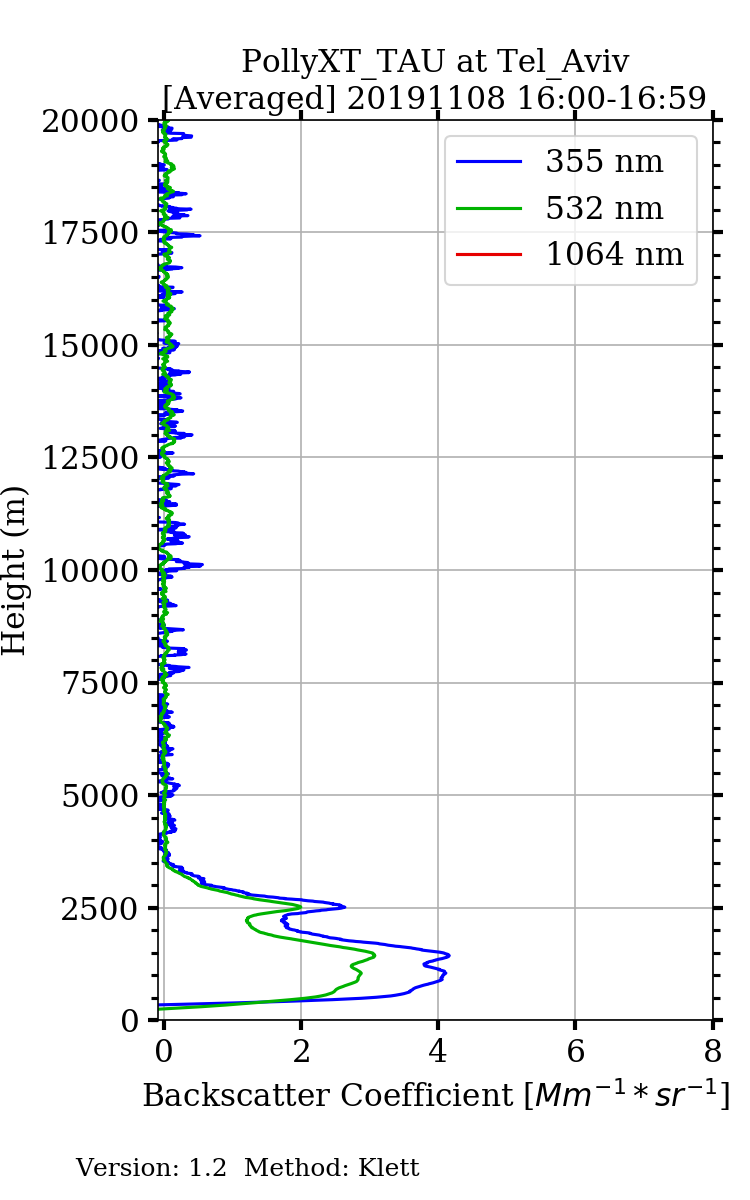 PollyXT_TAU at Tel_Aviv
[Averaged] 20191108 16:00-16:59
355 nm
532 nm
1064 nm
20000
17500
15000
12500
10000
7500
5000
2500
0
Height (m)
0 2 4 6 8
Backscatter Coefficient [Mm⁻¹ * sr⁻¹]
Version: 1.2 Method: Klett